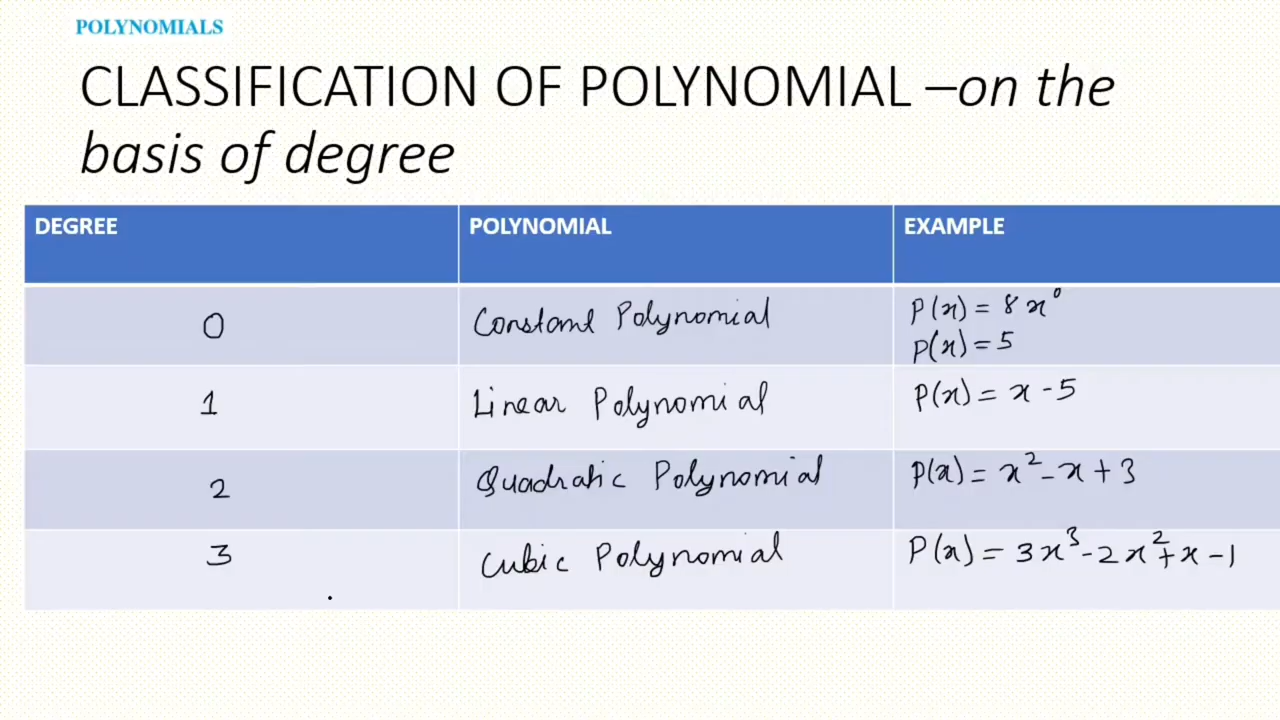 POLYNOMIALS
CLASSIFICATION OF POLYNOMIAL –on the
basis of degree
DEGREE POLYNOMIAL EXAMPLE
0 Constant Polynomial P(x) = 8x⁰
P(x) = 5
1 Linear Polynomial P(x) = x - 5
2 Quadratic Polynomial P(x) = x² - x + 3
3 Cubic Polynomial P(x) = 3x³ - 2x² + x - 1